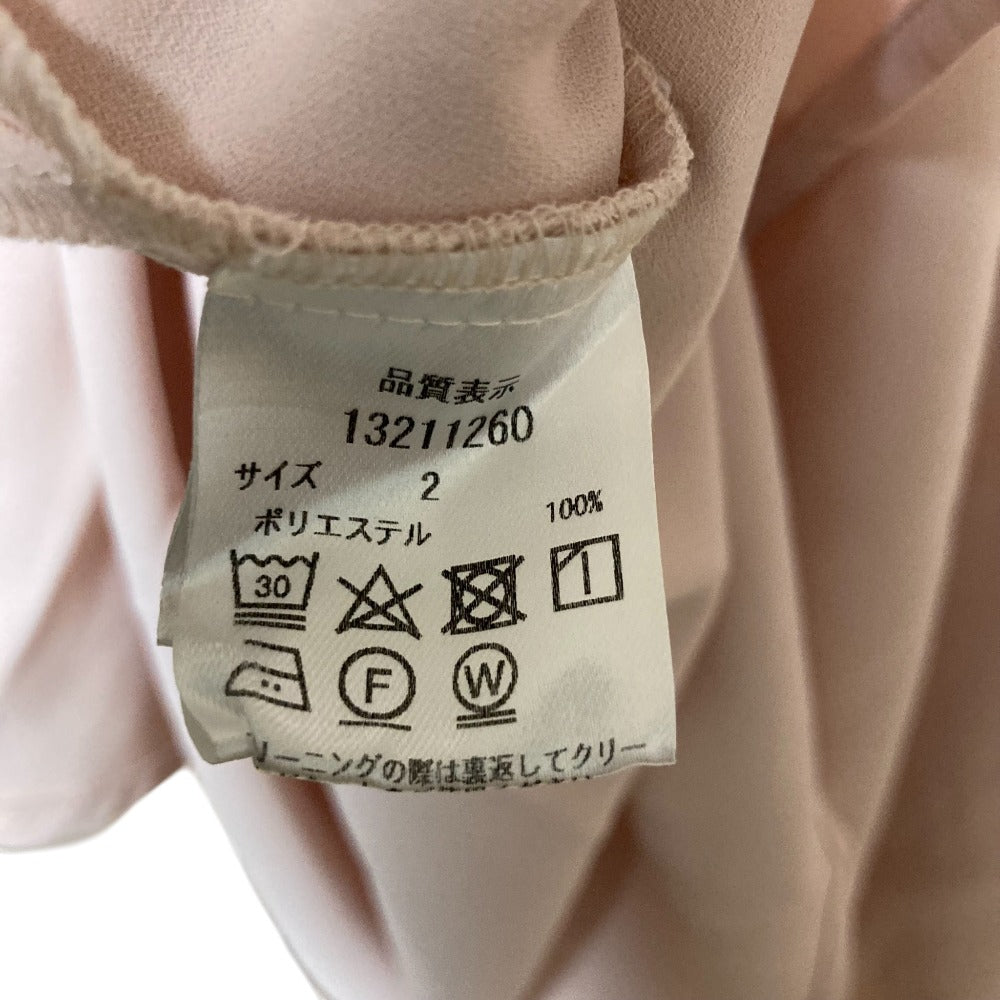 品質表示
13211260
サイズ 2
ポリエステル 100%
30
F W
リーニングの際は裏返してクリー